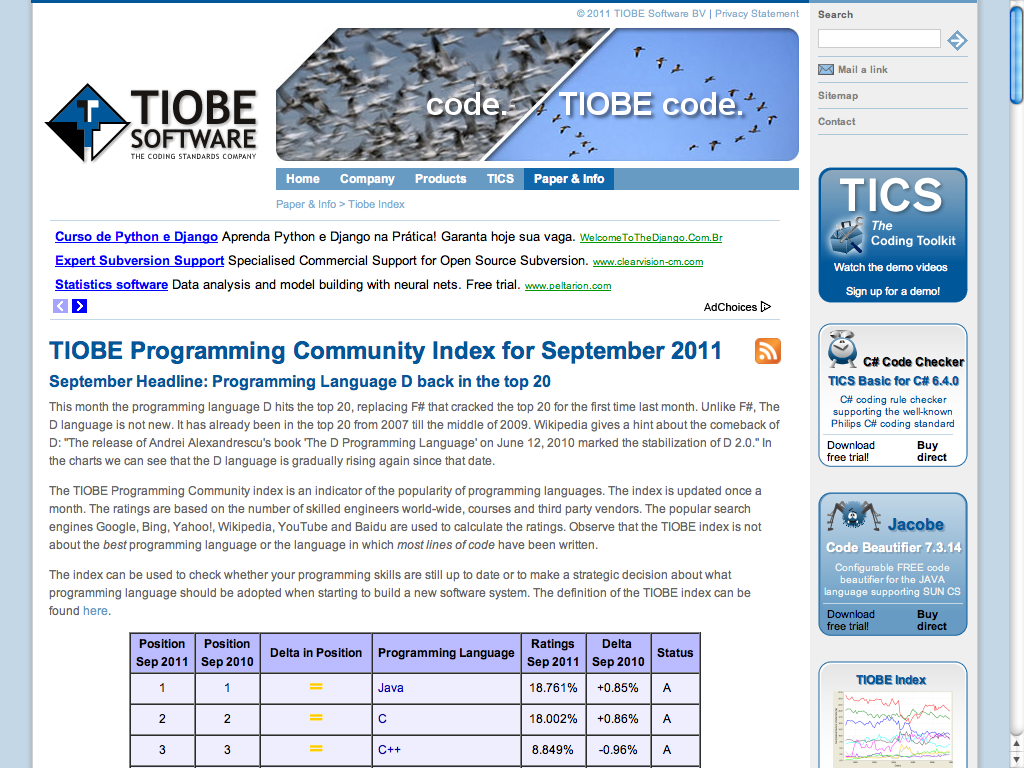 © 2011 TIOBE Software BV | Privacy Statement
Search
Mail a link
Sitemap
Contact
TIOBE
SOFTWARE
THE CODING STANDARDS COMPANY
code.
TIOBE code.
Home Company Products TICS Paper & Info
Paper & Info > Tiobe Index
Curso de Python e Django Aprenda Python e Django na Prática! Garanta hoje sua vaga. WelcomeToTheDjango.Com.Br
Expert Subversion Support Specialised Commercial Support for Open Source Subversion. www.clearvision-cm.com
Statistics software Data analysis and model building with neural nets. Free trial. www.peltarion.com
AdChoices
TIOBE Programming Community Index for September 2011
September Headline: Programming Language D back in the top 20
This month the programming language D hits the top 20, replacing F# that cracked the top 20 for the first time last month. Unlike F#, The
D language is not new. It has already been in the top 20 from 2007 till the middle of 2009. Wikipedia gives a hint about the comeback of
D: "The release of Andrei Alexandrescu's book 'The D Programming Language' on June 12, 2010 marked the stabilization of D 2.0." In
the charts we can see that the D language is gradually rising again since that date.
The TIOBE Programming Community index is an indicator of the popularity of programming languages. The index is updated once a
month. The ratings are based on the number of skilled engineers world-wide, courses and third party vendors. The popular search
engines Google, Bing, Yahoo!, Wikipedia, YouTube and Baidu are used to calculate the ratings. Observe that the TIOBE index is not
about the best programming language or the language in which most lines of code have been written.
The index can be used to check whether your programming skills are still up to date or to make a strategic decision about what
programming language should be adopted when starting to build a new software system. The definition of the TIOBE index can be
found here.
Position Sep 2011 Position Sep 2010 Delta in Position Programming Language Ratings Sep 2011 Delta Sep 2010 Status
1 1 = Java 18.761% +0.85% A
2 2 = C 18.002% +0.86% A
3 3 = C++ 8.849% -0.96% A
TICS
The
Coding Toolkit
Watch the demo videos
Sign up for a demo!
C# Code Checker
TICS Basic for C# 6.4.0
C# coding rule checker
supporting the well-known
Philips C# coding standard
Download Buy
free trial! direct
Jacobe
Code Beautifier 7.3.14
Configurable FREE code
beautifier for the JAVA
language supporting SUN CS
Download Buy
free trial! direct
TIOBE Index